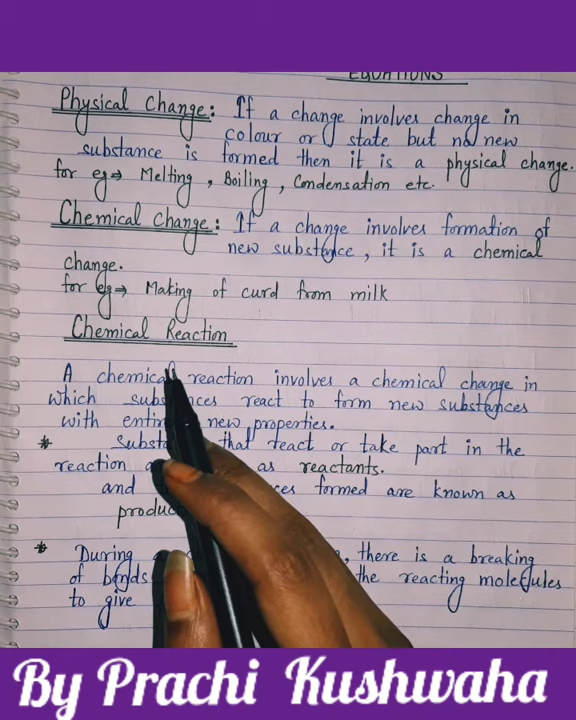 EQUATIONS
Physical Change: If a change involves change in
colour or state but no new
substance is formed then it is a physical change.
for eg⇒ Melting, Boiling, Condensation etc.
Chemical Change: If a change involves formation of
new substance, it is a chemical
change.
for eg⇒ Making of curd from milk
Chemical Reaction
A chemical reaction involves a chemical change in
which substances react to form new substances
with new properties.
* that react or take part in the
reaction as reactants.
and formed are known as
* During , there is a breaking
of bonds the reacting molecules
to give
By Prachi Kushwaha